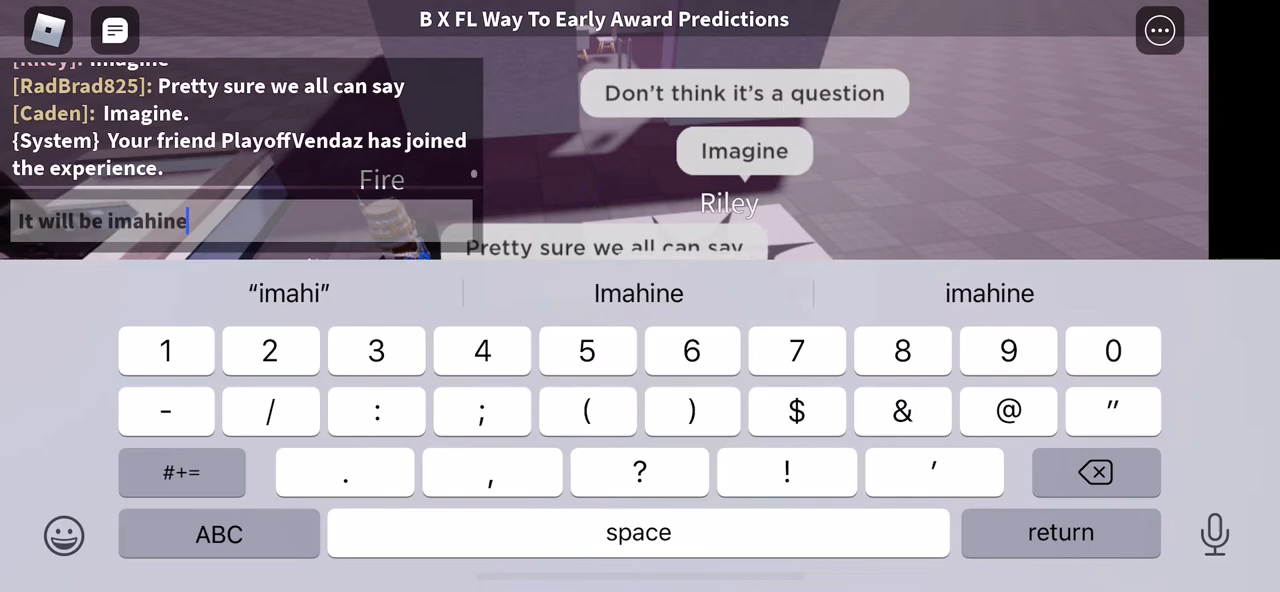 B X FL Way To Early Award Predictions
[Riley]: Imagine
[RadBrad825]: Pretty sure we all can say
[Caden]: Imagine.
{System} Your friend PlayoffVendaz has joined
the experience.
Fire
It will be imahine
Don't think it's a question
Imagine
Riley
Pretty sure we all can say
“imahi” Imahine imahine
1 2 3 4 5 6 7 8 9 0
- / : ; ( ) $ & @ "
#+= . , ? ! '
ABC space return